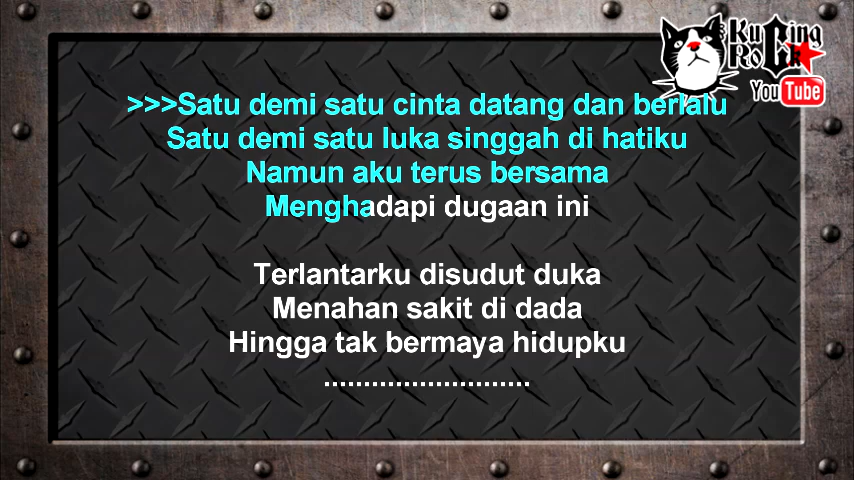 KuCing
RoCk
YouTube
>>>Satu demi satu cinta datang dan berlalu
Satu demi satu luka singgah di hatiku
Namun aku terus bersama
Menghadapi dugaan ini
Terlantarku disudut duka
Menahan sakit di dada
Hingga tak bermaya hidupku
..........................